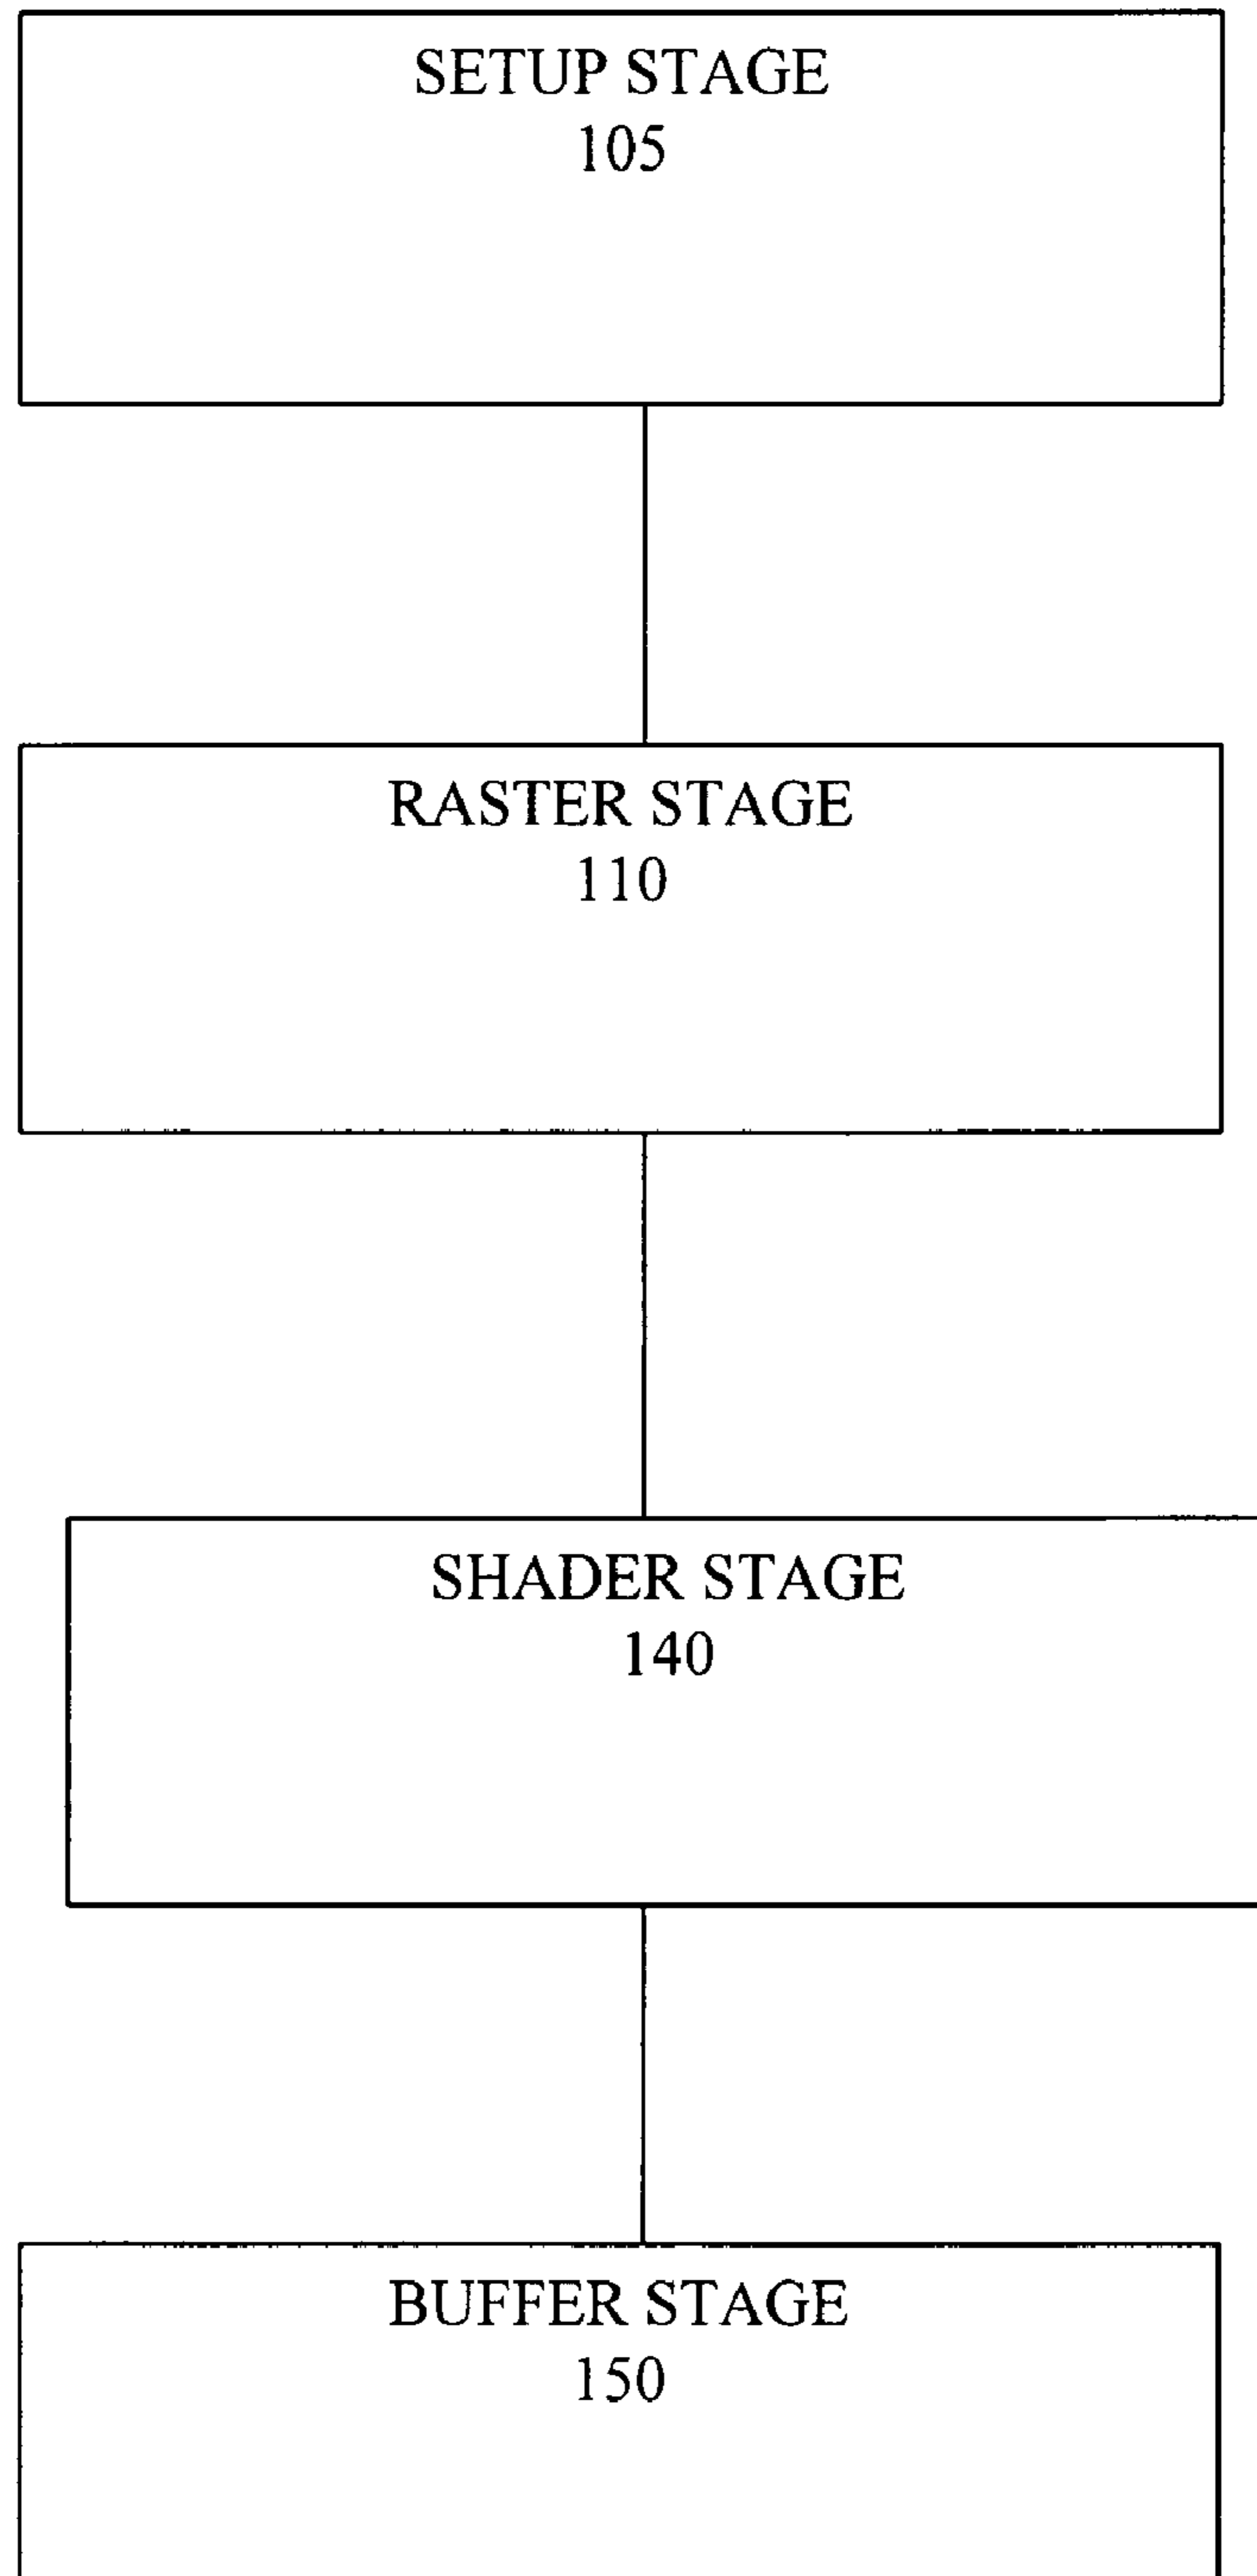 SETUP STAGE
105
RASTER STAGE
110
SHADER STAGE
140
BUFFER STAGE
150